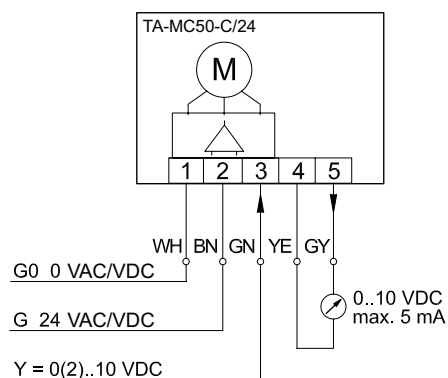 TA-MC50-C/24
M
1 2 3 4 5
WH BN GN YE GY
G0 0 VAC/VDC
0..10 VDC
max. 5 mA
G 24 VAC/VDC
Y = 0(2)..10 VDC